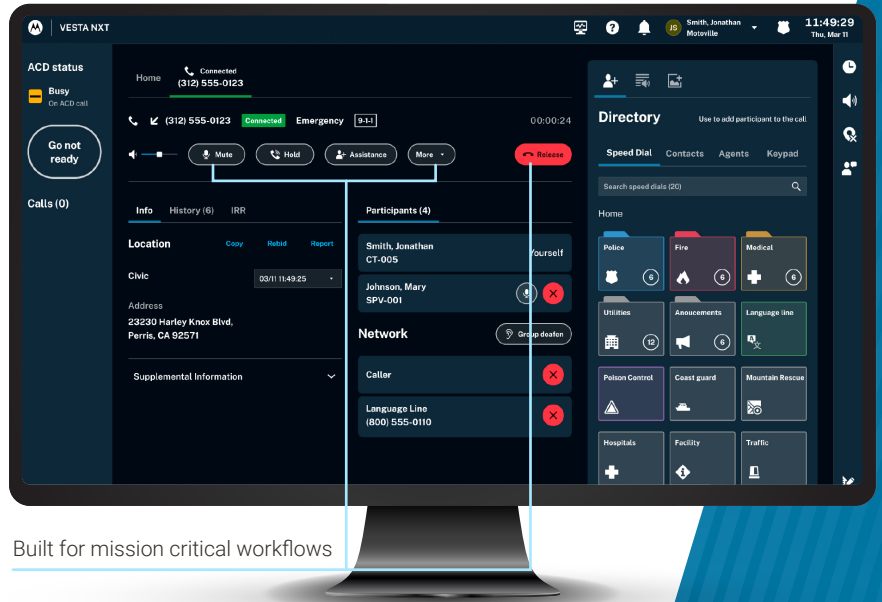 VESTA NXT
JS
Smith, Jonathan
Motoville
11:49:29
Thu, Mar 11
ACD status
Busy
On ACD call
Go not
ready
Calls (0)
Home
Connected
(312) 555-0123
(312) 555-0123 Connected Emergency 9-1-1 00:00:24
Mute Hold Assistance More Release
Info History (6) IRR
Location Copy Rebid Report
Civic 03/11 11:49:25
Address
23230 Harley Knox Blvd,
Perris, CA 92571
Supplemental Information
Participants (4)
Smith, Jonathan
CT-005
Yourself
Johnson, Mary
SPV-001
Network Group deafen
Caller
Language Line
(800) 555-0110
Directory Use to add participant to the call
Speed Dial Contacts Agents Keypad
Search speed dials (20)
Home
Police Fire Medical
6 6 6
Utilities Anoucements Language line
12 6
Poison Control Coast guard Mountain Rescue
Hospitals Facility Traffic
Built for mission critical workflows